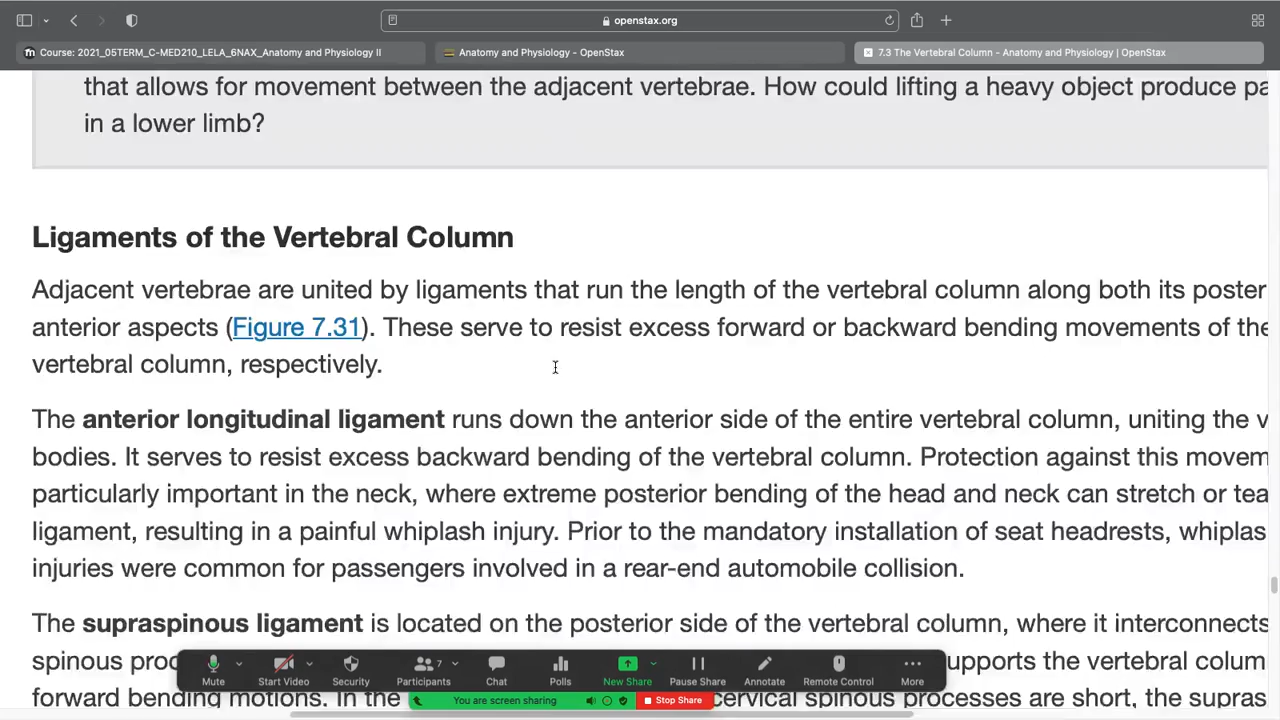 openstax.org
Course: 2021_05TERM_C-MED210_LELA_6NAX_Anatomy and Physiology II
Anatomy and Physiology - OpenStax
7.3 The Vertebral Column - Anatomy and Physiology | OpenStax
that allows for movement between the adjacent vertebrae. How could lifting a heavy object produce
in a lower limb?
Ligaments of the Vertebral Column
Adjacent vertebrae are united by ligaments that run the length of the vertebral column along both its
anterior aspects (Figure 7.31). These serve to resist excess forward or backward bending movements of the
vertebral column, respectively.
The anterior longitudinal ligament runs down the anterior side of the entire vertebral column, uniting the
bodies. It serves to resist excess backward bending of the vertebral column. Protection against this
particularly important in the neck, where extreme posterior bending of the head and neck can stretch or
ligament, resulting in a painful whiplash injury. Prior to the mandatory installation of seat headrests,
injuries were common for passengers involved in a rear-end automobile collision.
The supraspinous ligament is located on the posterior side of the vertebral column, where it interconnects
spinous the vertebral
forward bending motions. In the cervical spinous processes are short, the
Mute
Start Video
Security
Participants 7
Chat
Polls
New Share
Pause Share
Annotate
Remote Control
More
You are screen sharing
Stop Share